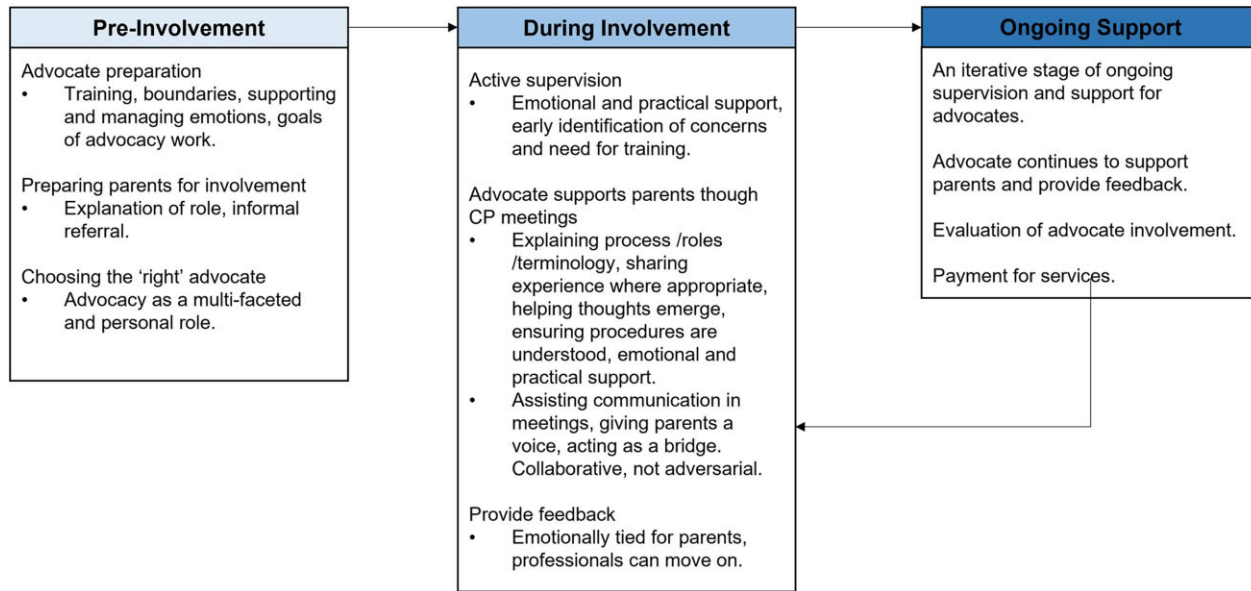 Pre-Involvement
Advocate preparation
• Training, boundaries, supporting
and managing emotions, goals
of advocacy work.
Preparing parents for involvement
• Explanation of role, informal
referral.
Choosing the ‘right’ advocate
• Advocacy as a multi-faceted
and personal role.
During Involvement
Active supervision
• Emotional and practical support,
early identification of concerns
and need for training.
Advocate supports parents though
CP meetings
• Explaining process /roles
/terminology, sharing
experience where appropriate,
helping thoughts emerge,
ensuring procedures are
understood, emotional and
practical support.
• Assisting communication in
meetings, giving parents a
voice, acting as a bridge.
Collaborative, not adversarial.
Provide feedback
• Emotionally tied for parents,
professionals can move on.
Ongoing Support
An iterative stage of ongoing
supervision and support for
advocates.
Advocate continues to support
parents and provide feedback.
Evaluation of advocate involvement.
Payment for services.